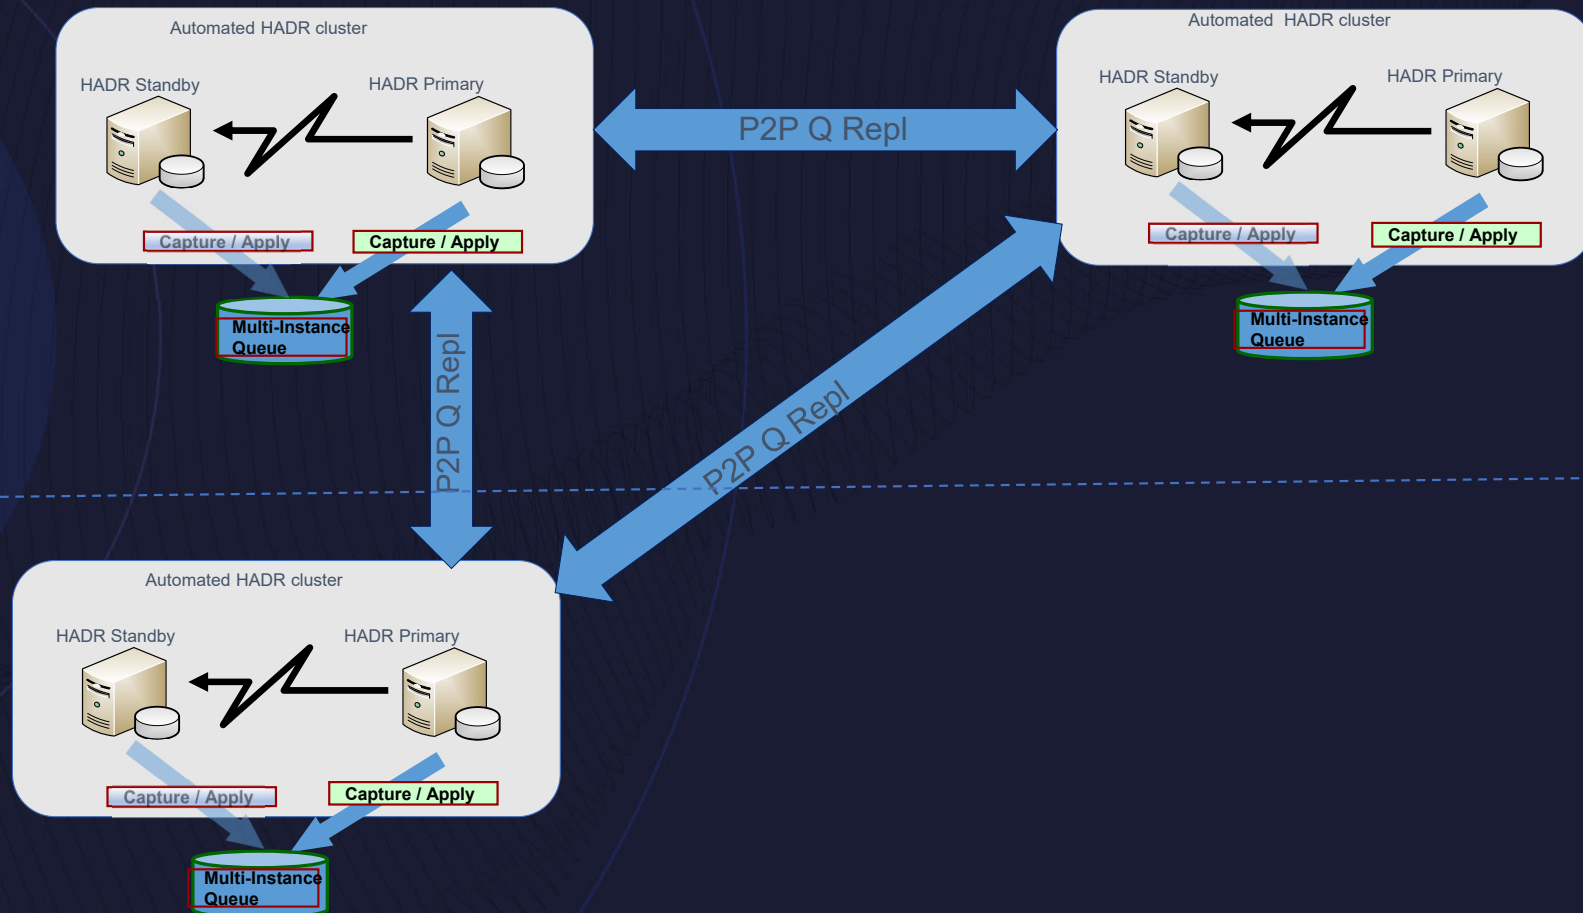 Automated HADR cluster
HADR Standby
HADR Primary
Capture / Apply
Capture / Apply
Multi-Instance
Queue
P2P Q Repl
Automated HADR cluster
HADR Standby
HADR Primary
Capture / Apply
Capture / Apply
Multi-Instance
Queue
P2P Q Repl
P2P Q Repl
Automated HADR cluster
HADR Standby
HADR Primary
Capture / Apply
Capture / Apply
Multi-Instance
Queue